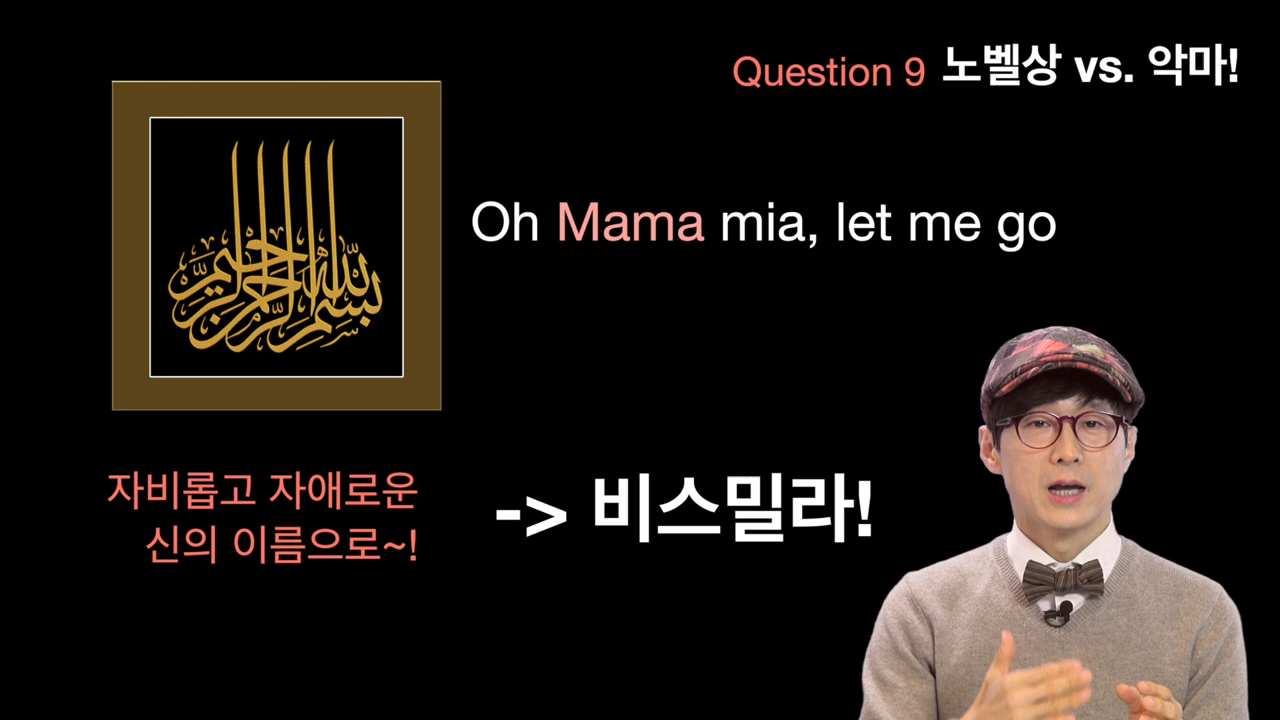 Question 9 노벨상 vs. 악마!
بسم الله الرحمن الرحيم
Oh Mama mia, let me go
자비롭고 자애로운
신의 이름으로~!
-> 비스밀라!